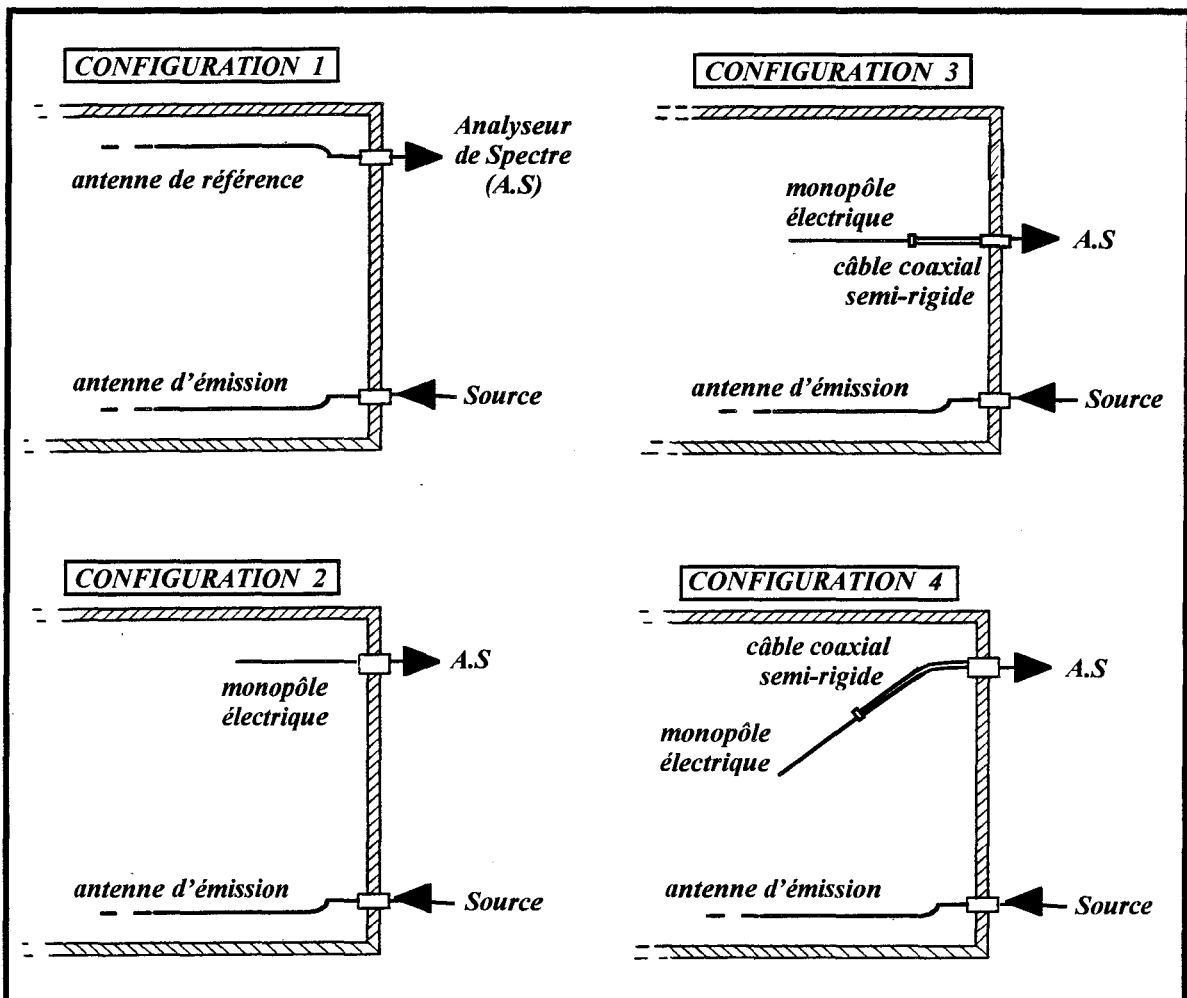 CONFIGURATION 1
Analyseur
de Spectre
(A.S)
antenne de référence
antenne d'émission
Source
CONFIGURATION 3
monopôle
électrique
A.S
câble coaxial
semi-rigide
antenne d'émission
Source
CONFIGURATION 2
A.S
monopôle
électrique
antenne d'émission
Source
CONFIGURATION 4
câble coaxial
semi-rigide
A.S
monopôle
électrique
antenne d'émission
Source